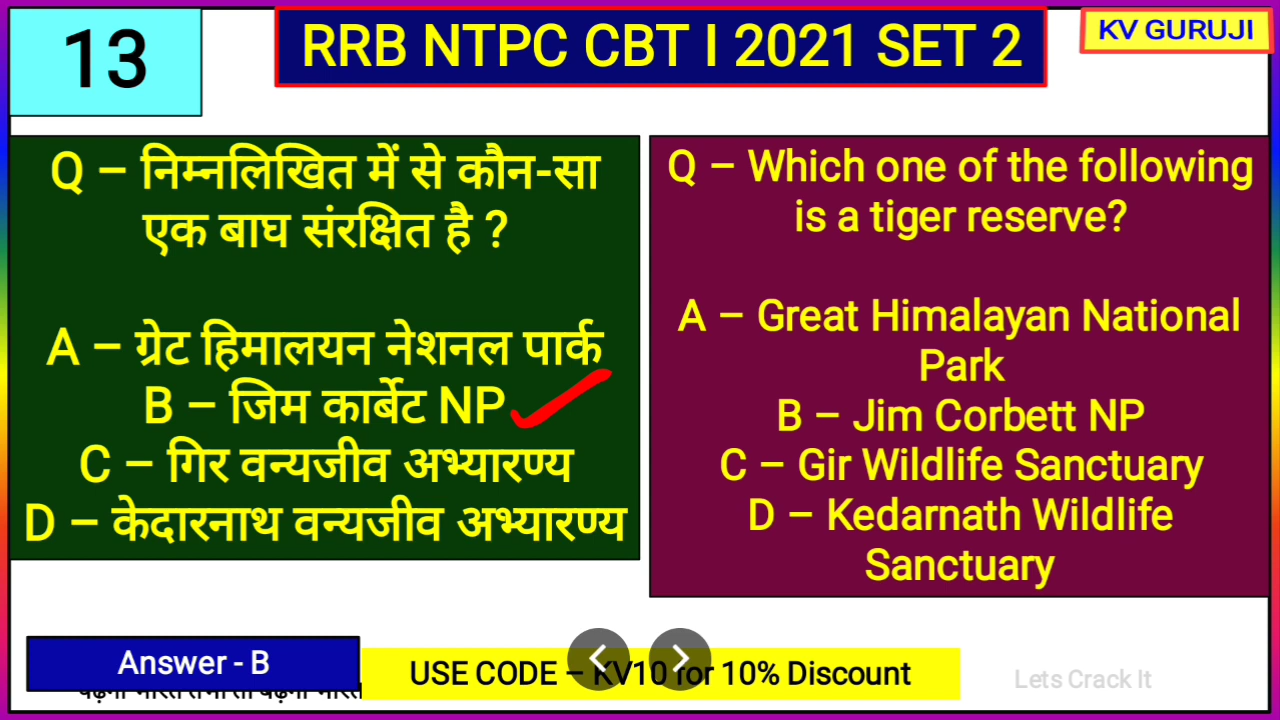 13
RRB NTPC CBT I 2021 SET 2
KV GURUJI
Q – निम्नलिखित में से कौन-सा
एक बाघ संरक्षित है ?
A – ग्रेट हिमालयन नेशनल पार्क
B – जिम कार्बेट NP
C – गिर वन्यजीव अभ्यारण्य
D – केदारनाथ वन्यजीव अभ्यारण्य
Q – Which one of the following
is a tiger reserve?
A – Great Himalayan National
Park
B – Jim Corbett NP
C – Gir Wildlife Sanctuary
D – Kedarnath Wildlife
Sanctuary
Answer - B
USE CODE – KV10 for 10% Discount
Lets Crack It